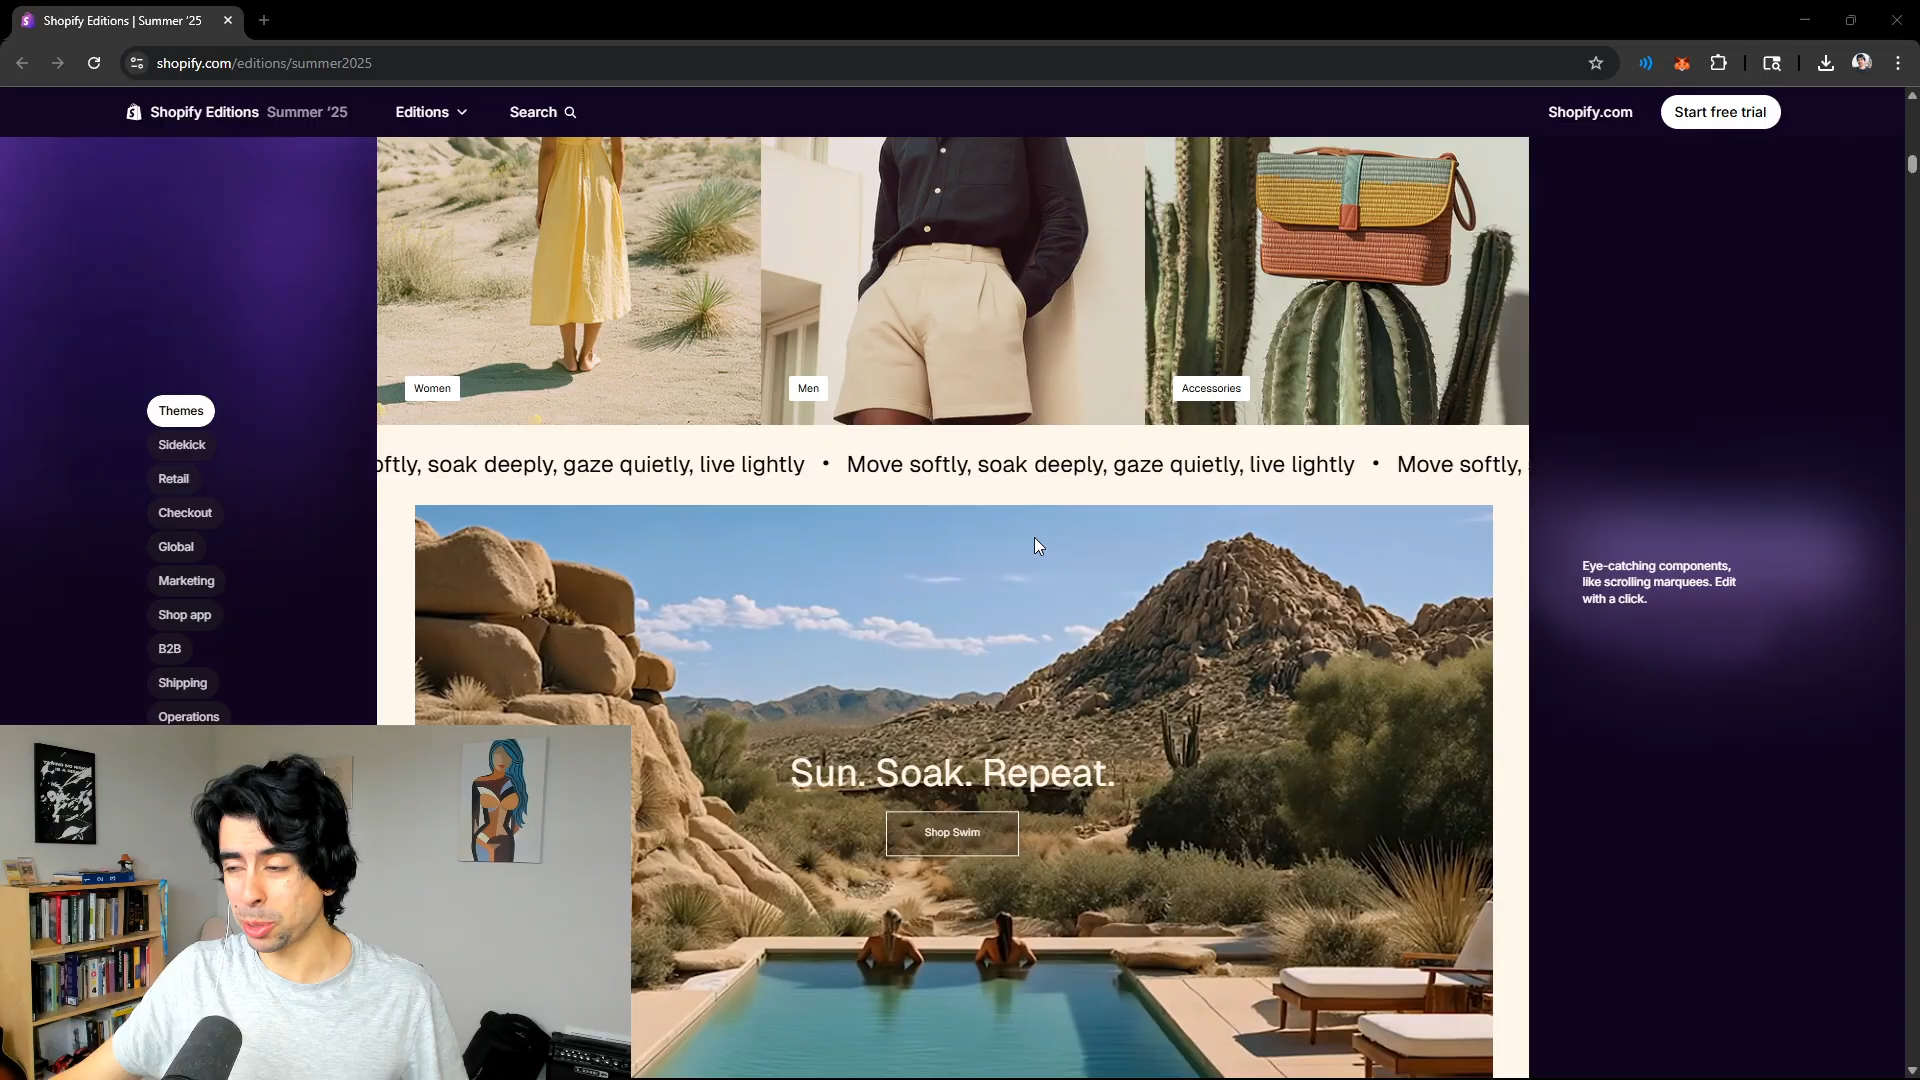 Shopify Editions | Summer '25
shopify.com/editions/summer2025
Shopify Editions Summer '25
Editions
Search
Shopify.com
Start free trial
Women
Men
Accessories
oftly, soak deeply, gaze quietly, live lightly • Move softly, soak deeply, gaze quietly, live lightly • Move softly,
Themes
Sidekick
Retail
Checkout
Global
Marketing
Shop app
B2B
Shipping
Operations
Eye-catching components,
like scrolling marquees. Edit
with a click.
Sun. Soak. Repeat.
Shop Swim